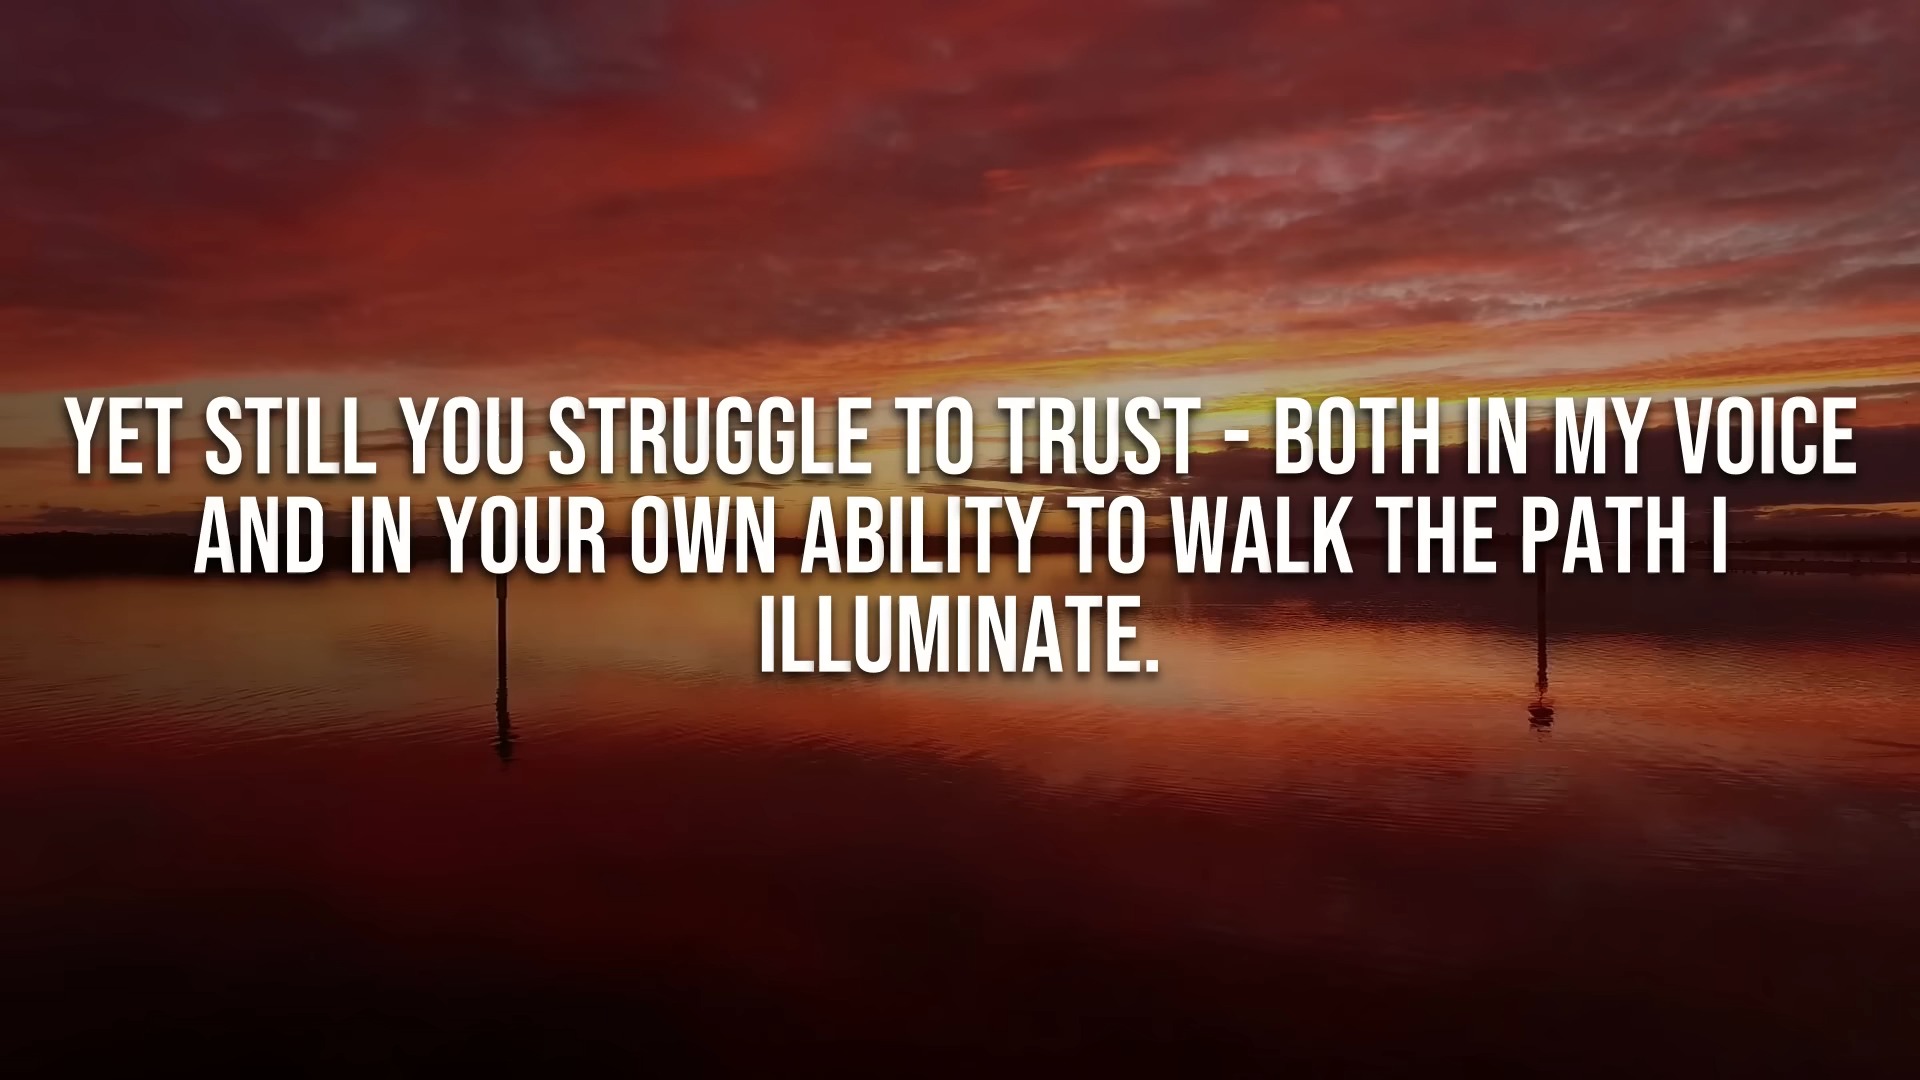 YET STILL YOU STRUGGLE TO TRUST - BOTH IN MY VOICE
AND IN YOUR OWN ABILITY TO WALK THE PATH I
ILLUMINATE.